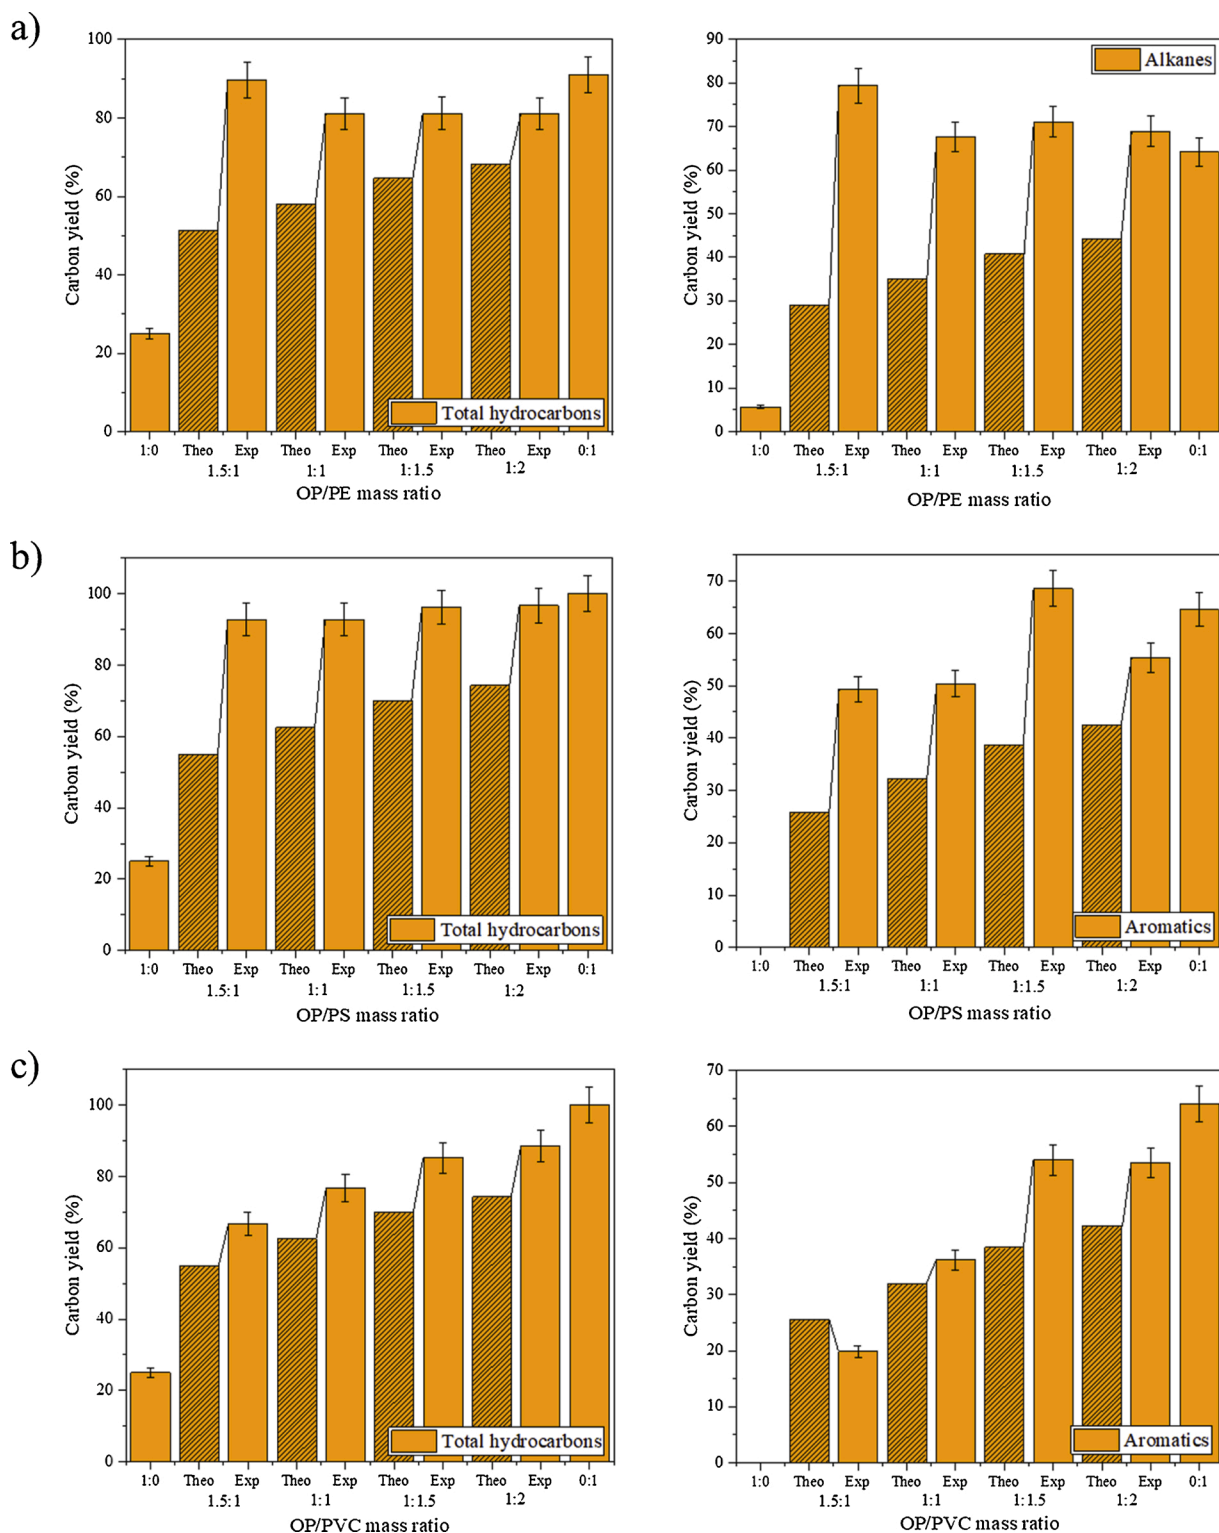 a)
100
80
60
40
20
0
Carbon yield (%)
Total hydrocarbons
1:0 Theo Exp Theo Exp Theo Exp Theo Exp 0:1
1.5:1 1:1 1:1.5 1:2
OP/PE mass ratio
90
80
70
60
50
40
30
20
10
0
Carbon yield (%)
Alkanes
1:0 Theo Exp Theo Exp Theo Exp Theo Exp 0:1
1.5:1 1:1 1:1.5 1:2
OP/PE mass ratio
b)
100
80
60
40
20
0
Carbon yield (%)
Total hydrocarbons
1:0 Theo Exp Theo Exp Theo Exp Theo Exp 0:1
1.5:1 1:1 1:1.5 1:2
OP/PS mass ratio
70
60
50
40
30
20
10
0
Carbon yield (%)
Aromatics
1:0 Theo Exp Theo Exp Theo Exp Theo Exp 0:1
1.5:1 1:1 1:1.5 1:2
OP/PS mass ratio
c)
100
80
60
40
20
0
Carbon yield (%)
Total hydrocarbons
1:0 Theo Exp Theo Exp Theo Exp Theo Exp 0:1
1.5:1 1:1 1:1.5 1:2
OP/PVC mass ratio
70
60
50
40
30
20
10
0
Carbon yield (%)
Aromatics
1:0 Theo Exp Theo Exp Theo Exp Theo Exp 0:1
1.5:1 1:1 1:1.5 1:2
OP/PVC mass ratio